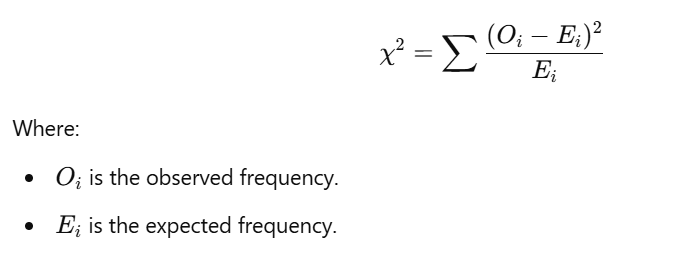 χ² = ∑ (Oᵢ − Eᵢ)² / Eᵢ
Where:
• Oᵢ is the observed frequency.
• Eᵢ is the expected frequency.